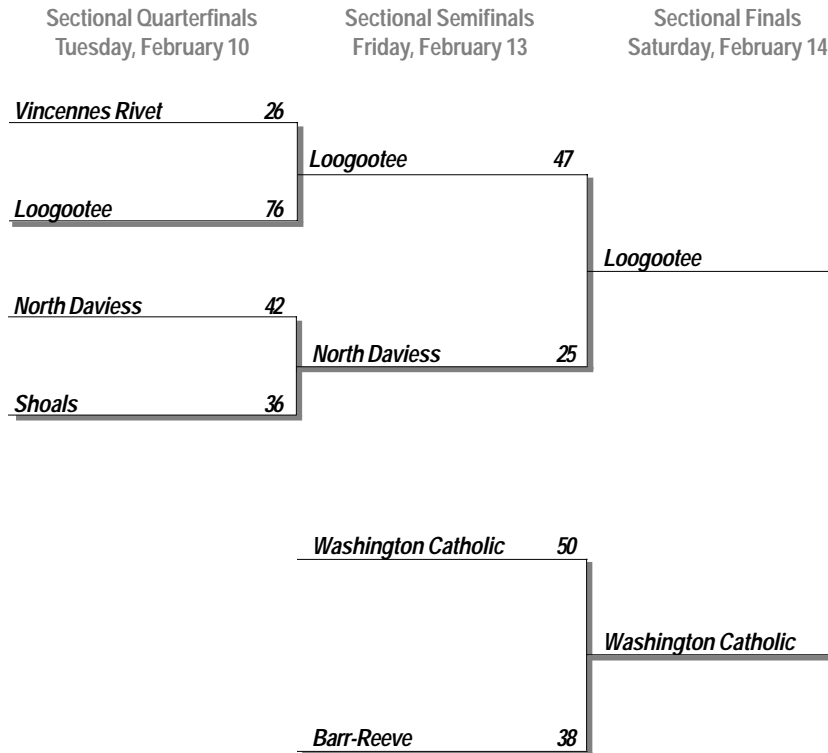 Sectional Quarterfinals
Tuesday, February 10
Sectional Semifinals
Friday, February 13
Sectional Finals
Saturday, February 14
Vincennes Rivet 26
Loogootee 47
Loogootee 76
Loogootee
North Daviess 42
North Daviess 25
Shoals 36
Washington Catholic 50
Washington Catholic
Barr-Reeve 38